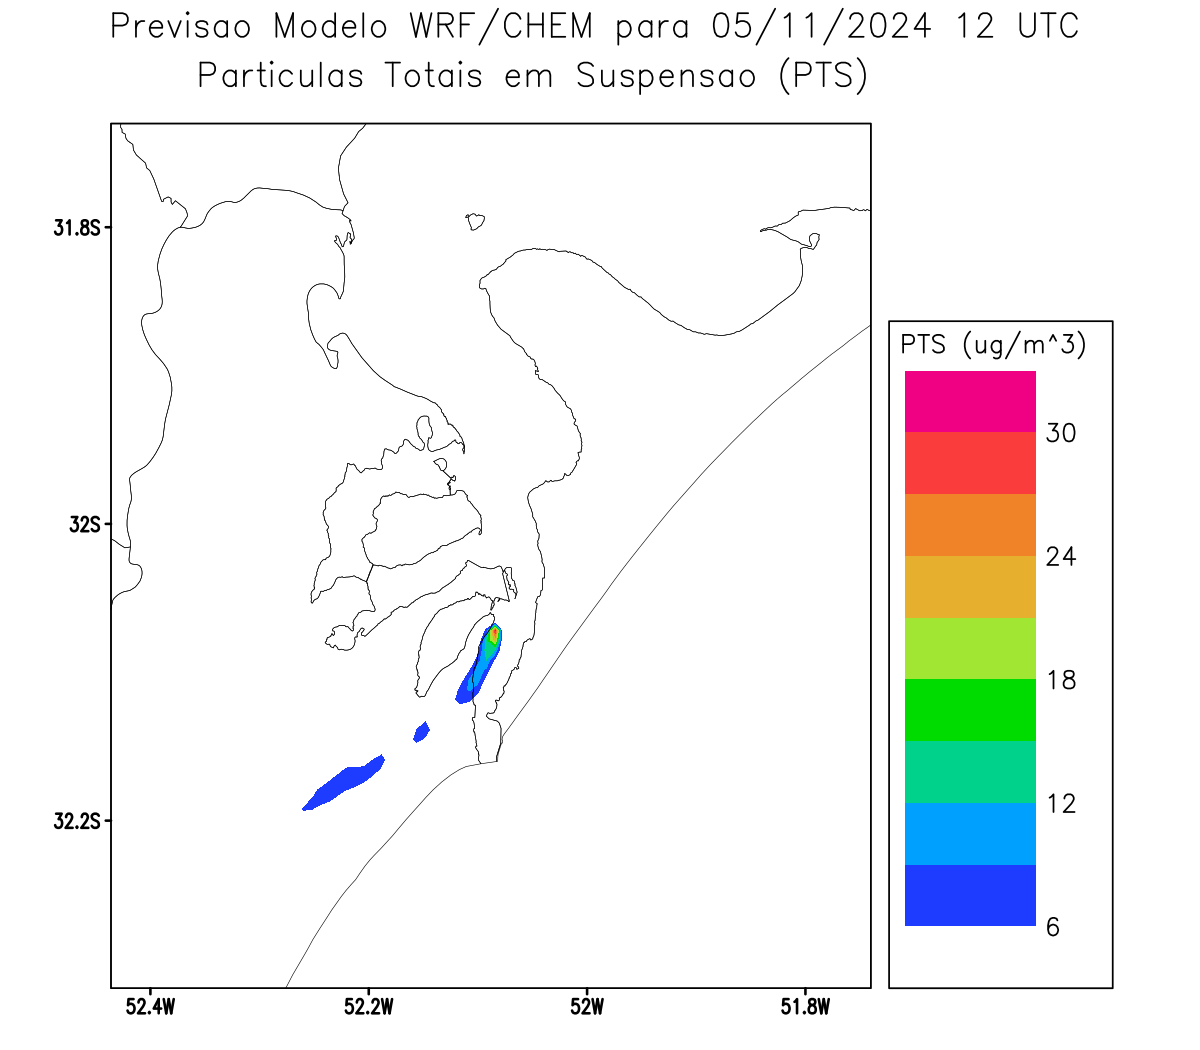 Previsao Modelo WRF/CHEM para 05/11/2024 12 UTC
Particulas Totais em Suspensao (PTS)
31.8S
32S
32.2S
52.4W
52.2W
52W
51.8W
PTS (ug/m^3)
30
24
18
12
6